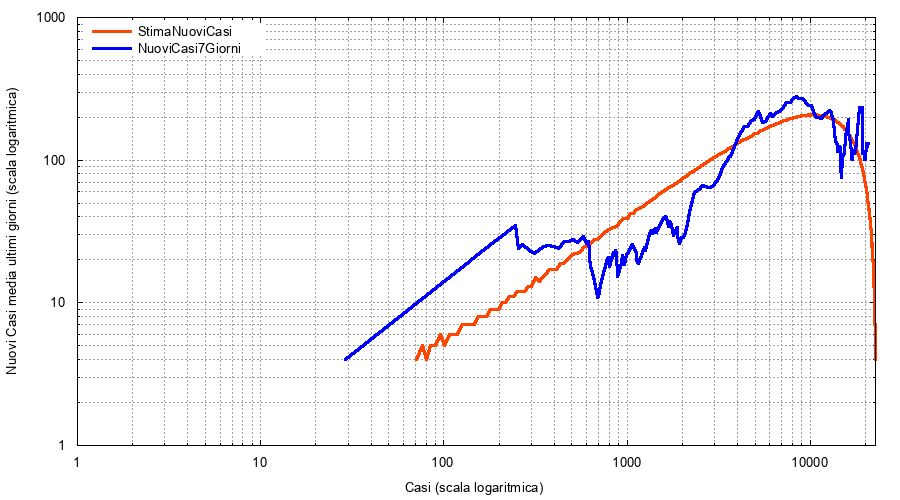 1000
StimaNuoviCasi
NuoviCasi7Giorni
100
10
1
Nuovi Casi media ultimi giorni (scala logaritmica)
1 10 100 1000 10000
Casi (scala logaritmica)